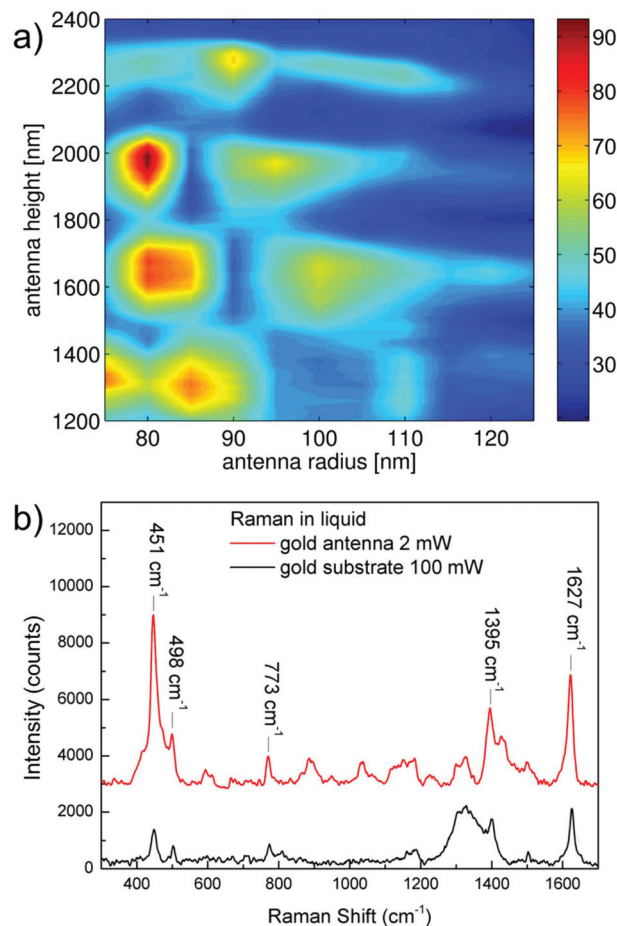 a)
2400
2200
2000
1800
1600
1400
1200
antenna height [nm]
80 90 100 110 120
antenna radius [nm]
90
80
70
60
50
40
30
b)
Raman in liquid
gold antenna 2 mW
gold substrate 100 mW
451 cm⁻¹
498 cm⁻¹
773 cm⁻¹
1395 cm⁻¹
1627 cm⁻¹
12000
10000
8000
6000
4000
2000
0
Intensity (counts)
400 600 800 1000 1200 1400 1600
Raman Shift (cm⁻¹)